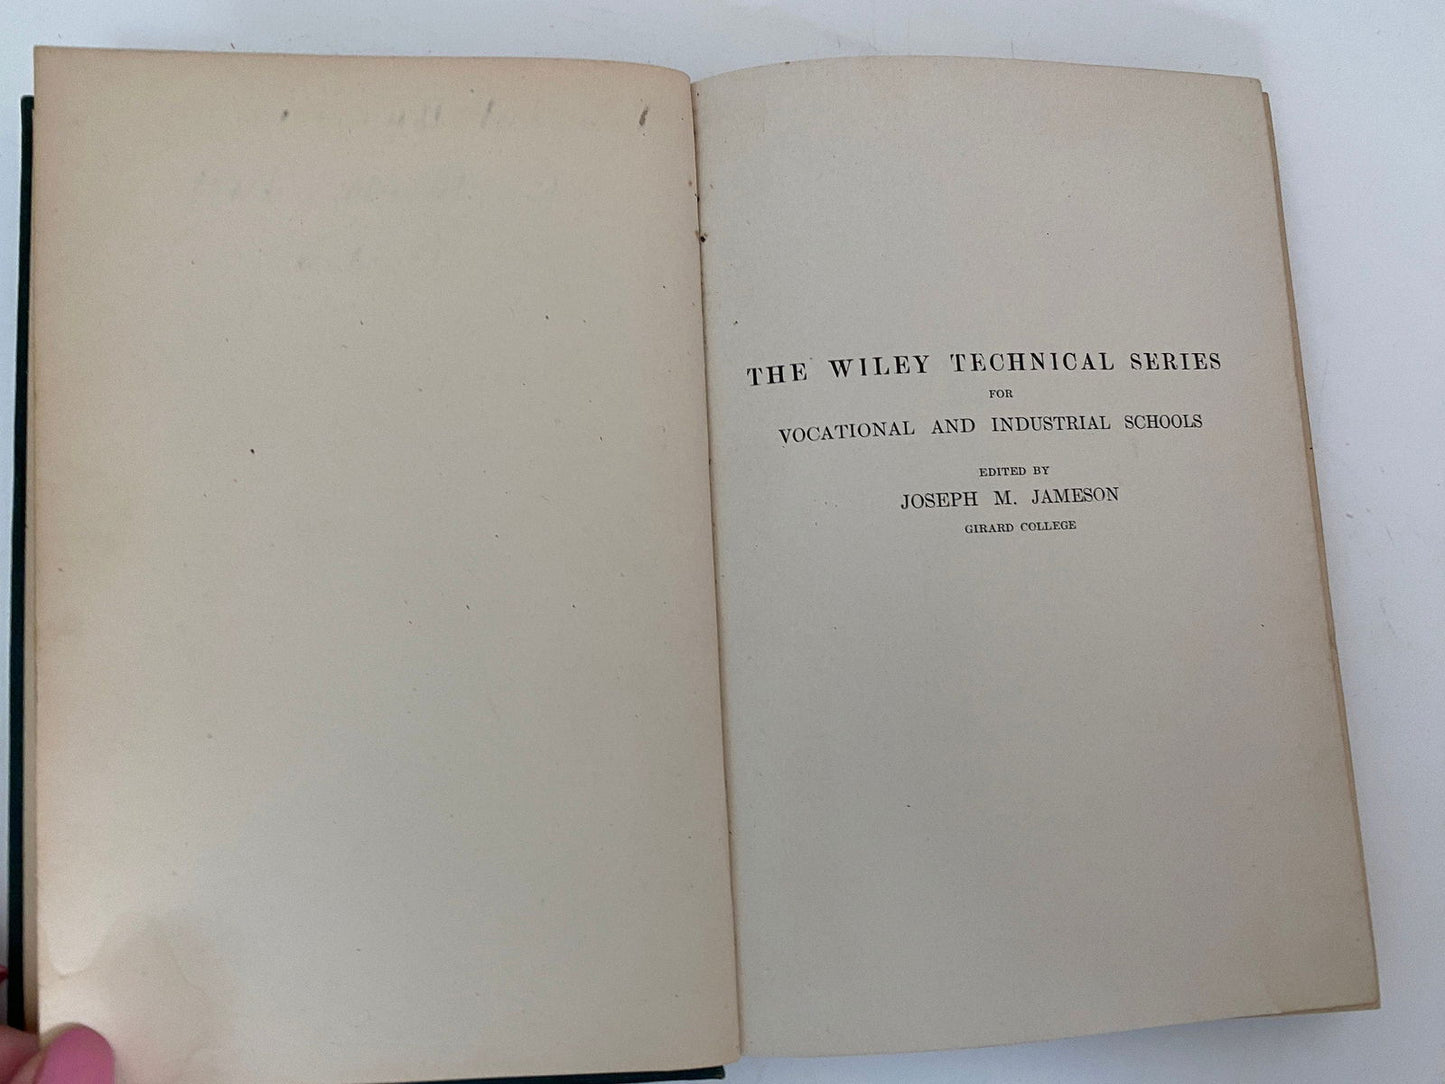 THE WILEY TECHNICAL SERIES
FOR
VOCATIONAL AND INDUSTRIAL SCHOOLS
EDITED BY
JOSEPH M. JAMESON
GIRARD COLLEGE